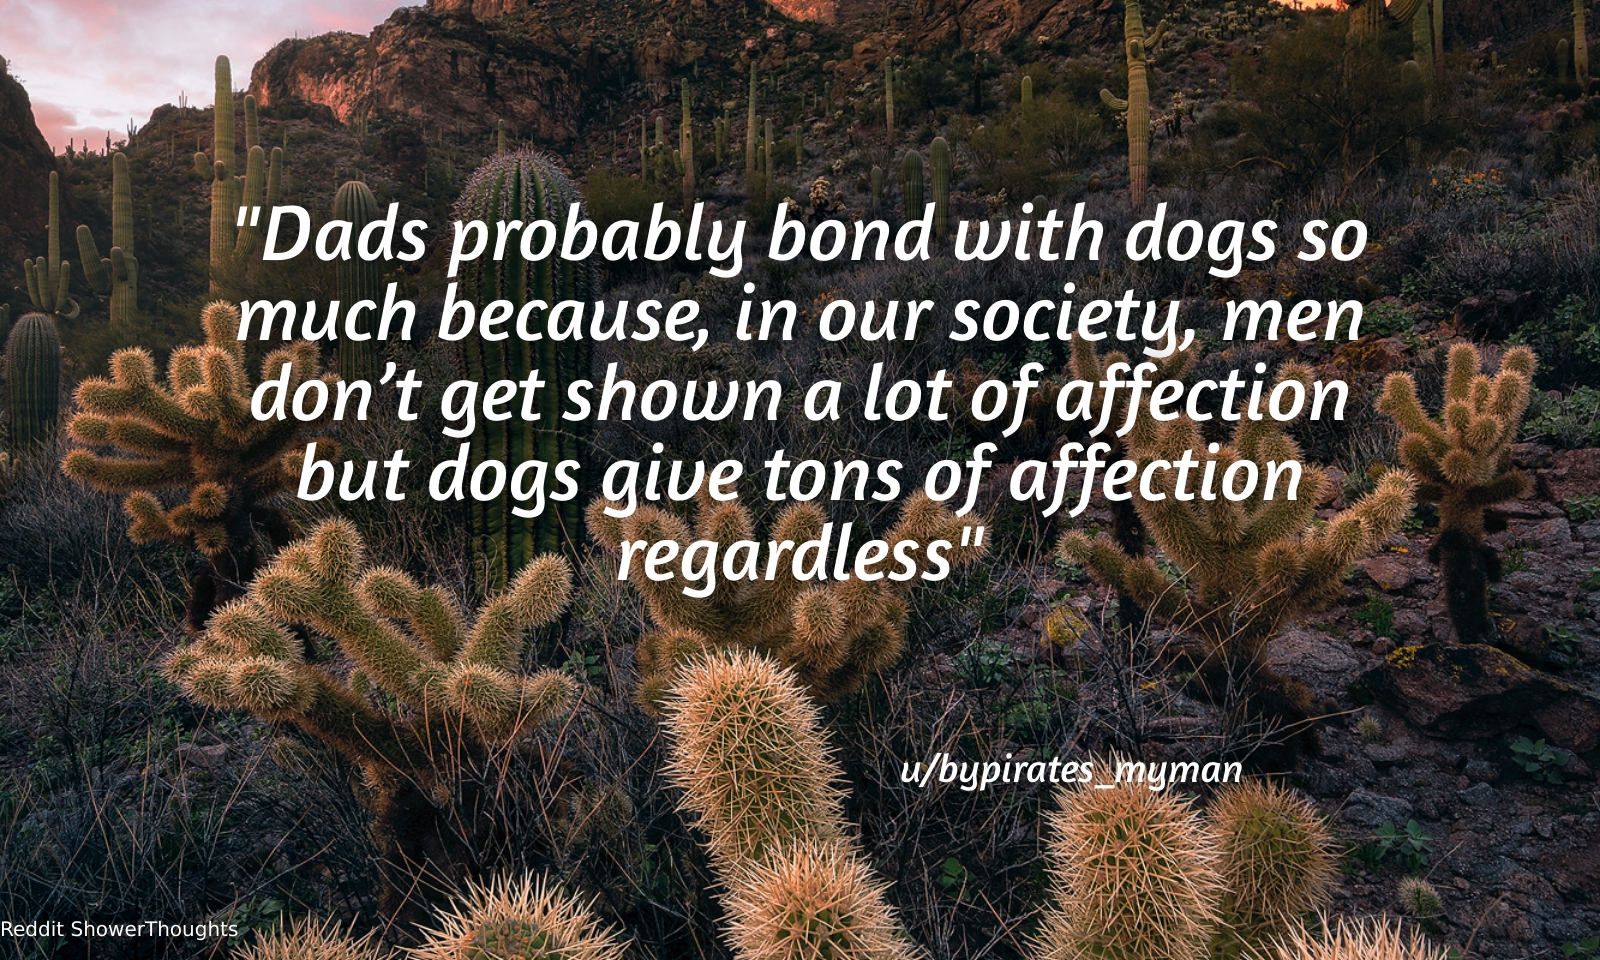 "Dads probably bond with dogs so
much because, in our society, men
don’t get shown a lot of affection
but dogs give tons of affection
regardless"
u/bypirates_myman
Reddit ShowerThoughts